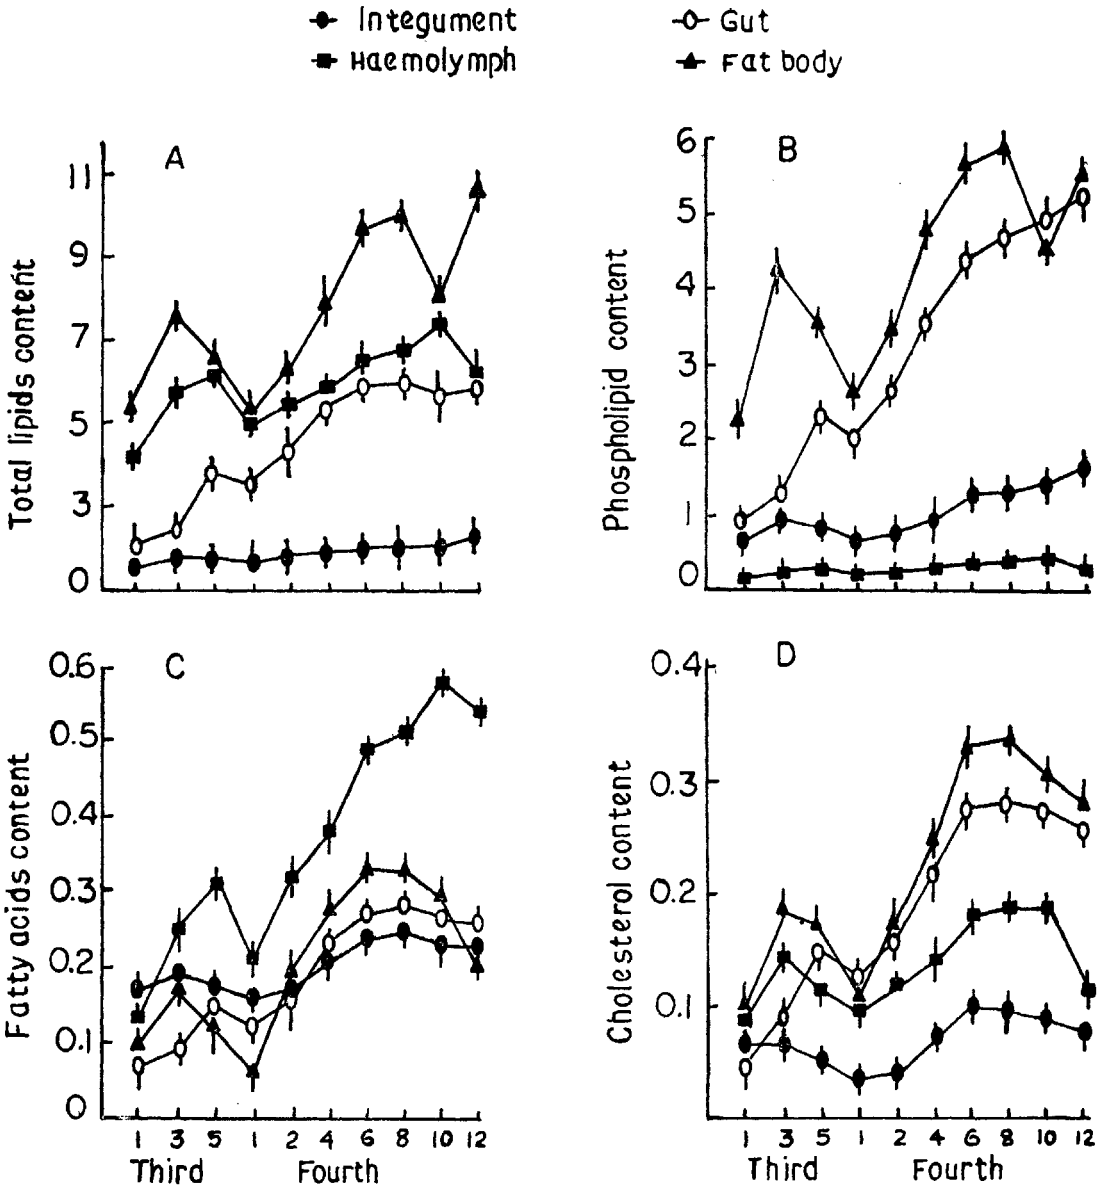 Integument
Gut
Haemolymph
Fat body
A
Total lipids content
11
9
7
5
3
0
B
Phospholipid content
6
5
4
3
2
1
0
C
Fatty acids content
0.6
0.5
0.4
0.3
0.2
0.1
0
1 3 5 1 2 4 6 8 10 12
Third Fourth
D
Cholesterol content
0.4
0.3
0.2
0.1
1 3 5 1 2 4 6 8 10 12
Third Fourth